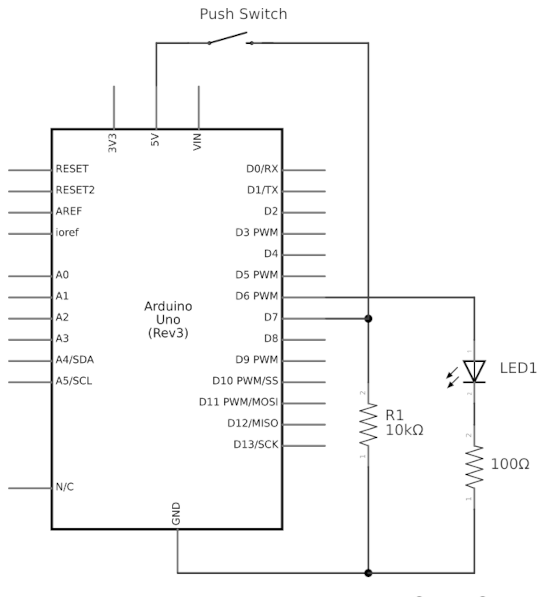 Push Switch
3V3
5V
VIN
RESET
RESET2
AREF
ioref
A0
A1
A2
A3
A4/SDA
A5/SCL
N/C
Arduino
Uno
(Rev3)
D0/RX
D1/TX
D2
D3 PWM
D4
D5 PWM
D6 PWM
D7
D8
D9 PWM
D10 PWM/SS
D11 PWM/MOSI
D12/MISO
D13/SCK
GND
2
R1
10kΩ
1
1
LED1
2
2
100Ω
1